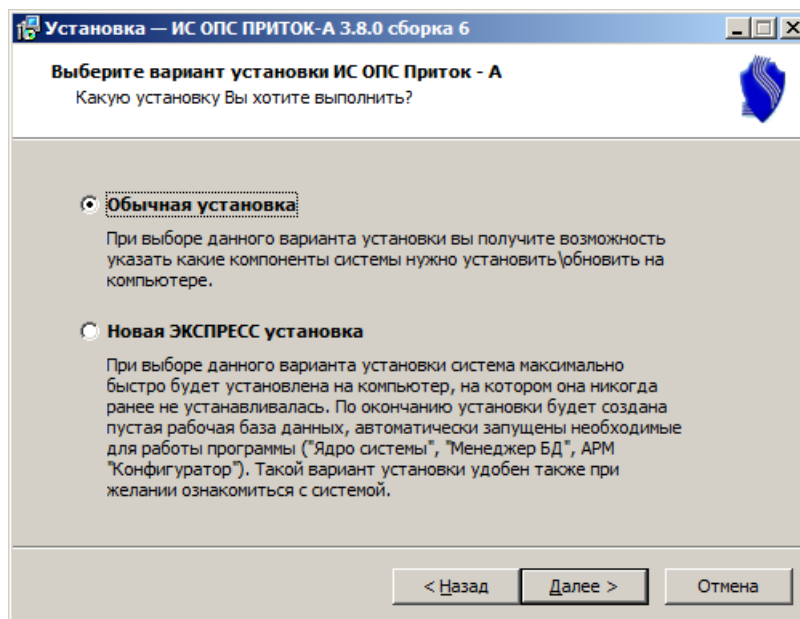 Установка — ИС ОПС ПРИТОК-А 3.8.0 сборка 6
Выберите вариант установки ИС ОПС Приток - А
Какую установку Вы хотите выполнить?
Обычная установка
При выборе данного варианта установки вы получите возможность
указать какие компоненты системы нужно установить\обновить на
компьютере.
Новая ЭКСПРЕСС установка
При выборе данного варианта установки система максимально
быстро будет установлена на компьютер, на котором она никогда
ранее не устанавливалась. По окончанию установки будет создана
пустая рабочая база данных, автоматически запущены необходимые
для работы программы ("Ядро системы", "Менеджер БД", АРМ
"Конфигуратор"). Такой вариант установки удобен также при
желании ознакомиться с системой.
< Назад
Далее >
Отмена